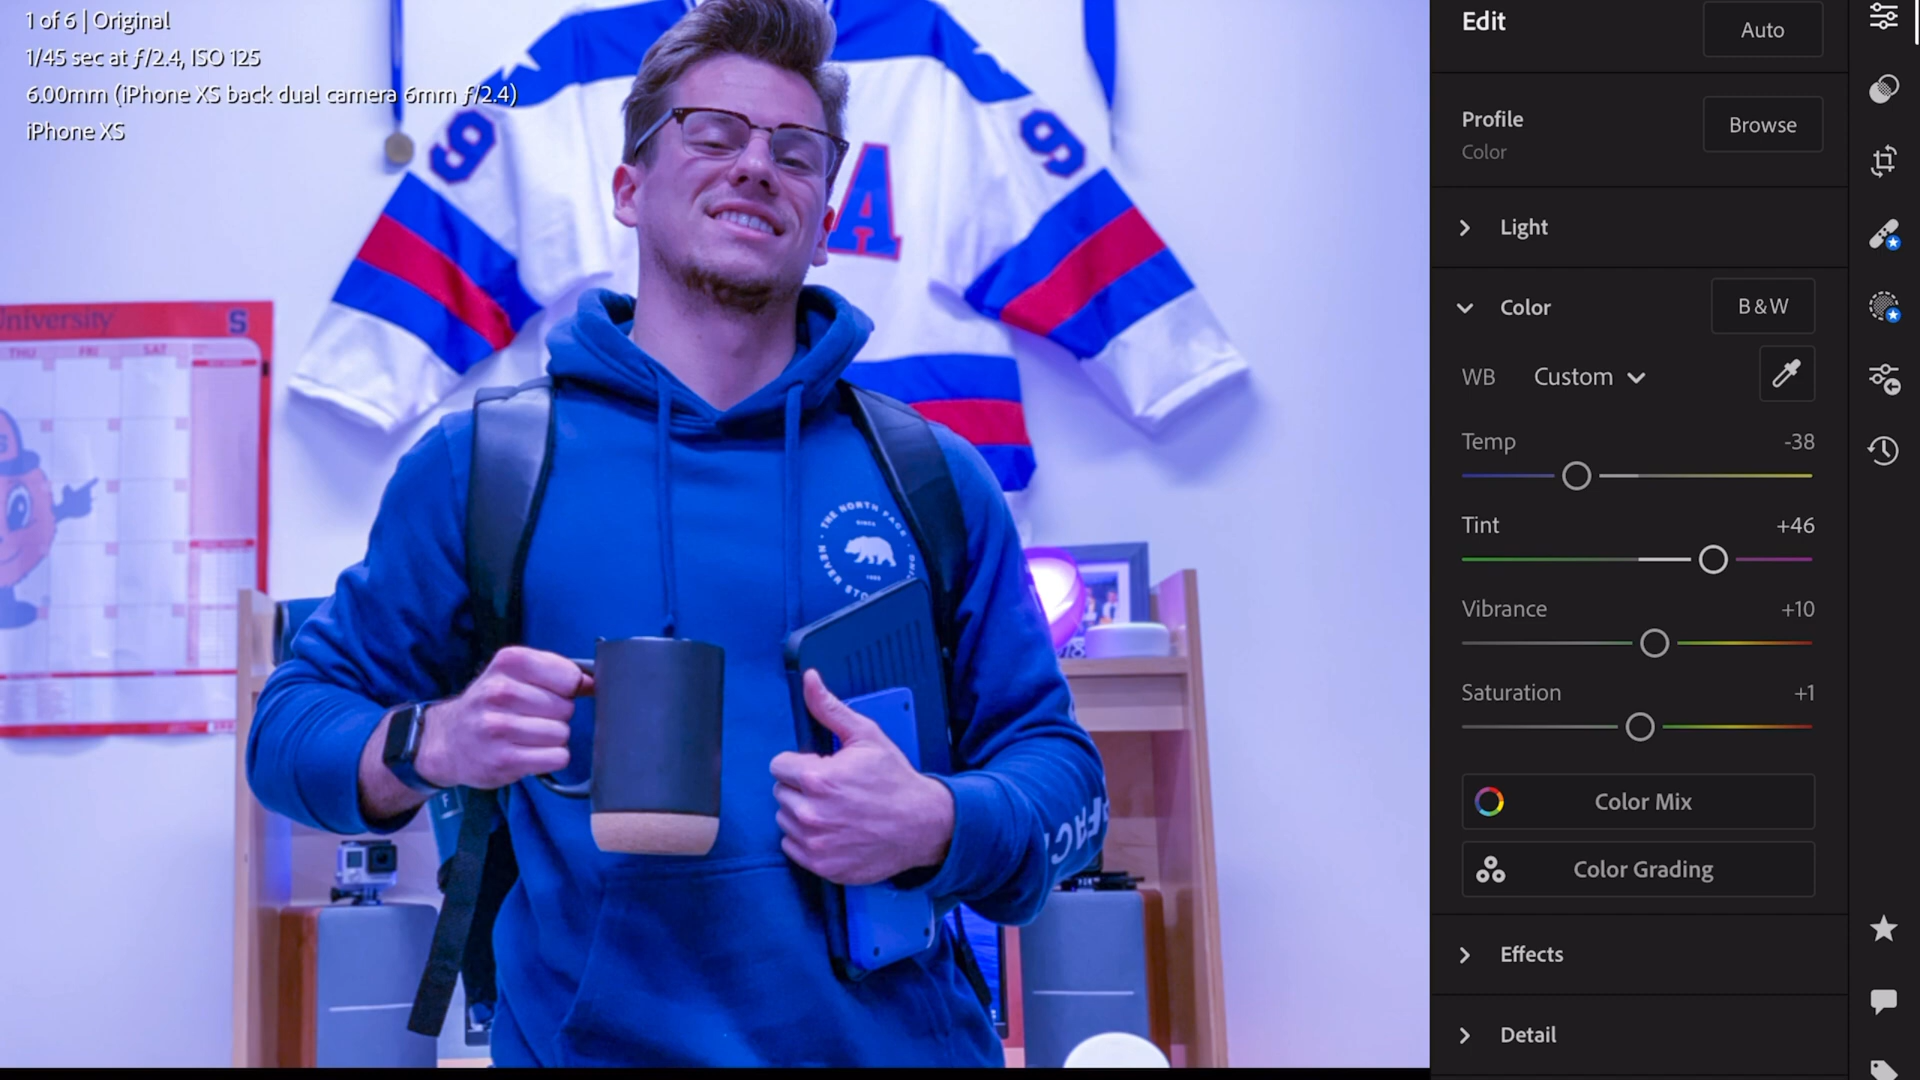 1 of 6 | Original
1/45 sec at ƒ/2.4, ISO 125
6.00mm (iPhone XS back dual camera 6mm ƒ/2.4)
iPhone XS
Edit
Auto
Profile
Browse
Color
Light
Color
B&W
WB
Custom
Temp
-38
Tint
+46
Vibrance
+10
Saturation
+1
Color Mix
Color Grading
Effects
Detail
9
9
A
University
S
THU FRI SAT
THE NORTH FACE
SINCE
NEVER STO
F
FAC